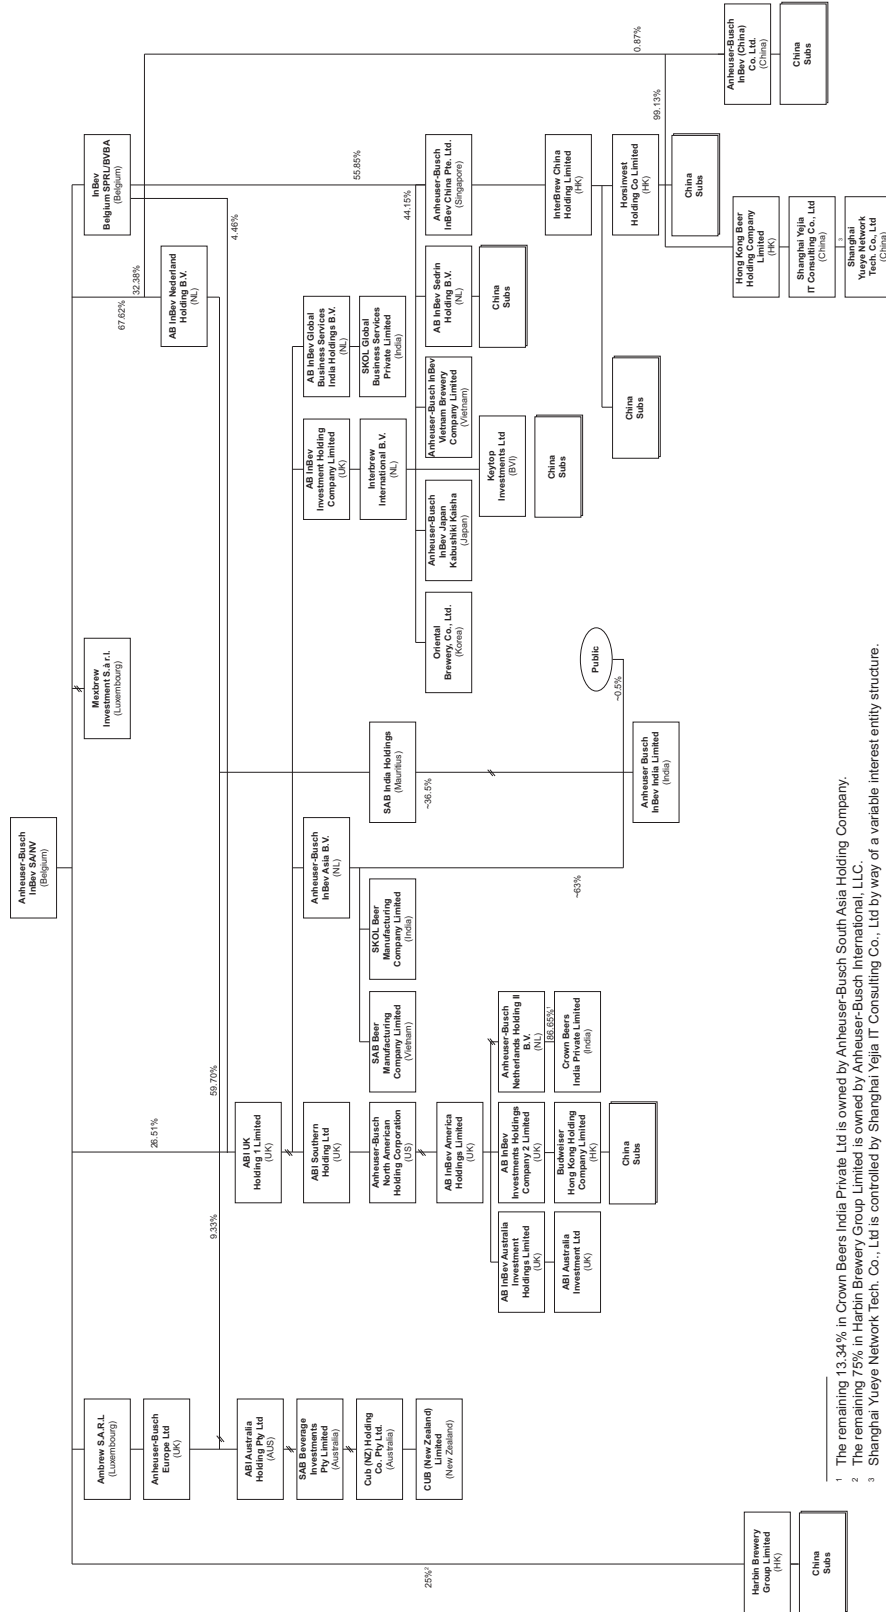 Anheuser-Busch
InBev SA/NV
(Belgium)
Ambrew S.A.R.L
(Luxembourg)
Mexbrew
Investment S.à r.l.
(Luxembourg)
InBev
Belgium SPRL/BVBA
(Belgium)
26.51%
67.62%
32.38%
Anheuser-Busch
Europe Ltd
(UK)
AB InBev Nederland
Holding B.V.
(NL)
9.33%
59.70%
4.46%
ABI Australia
Holding Pty Ltd
(AUS)
ABI UK
Holding 1 Limited
(UK)
SAB Beverage
Investments
Pty Limited
(Australia)
ABI Southern
Holding Ltd
(UK)
Anheuser-Busch
InBev Asia B.V.
(NL)
AB InBev
Investment Holding
Company Limited
(UK)
AB InBev Global
Business Services
India Holdings B.V.
(NL)
55.85%
Cub (NZ) Holding
Co. Pty Ltd.
(Australia)
Anheuser-Busch
North American
Holding Corporation
(US)
SAB Beer
Manufacturing
Company Limited
(Vietnam)
SKOL Beer
Manufacturing
Company Limited
(India)
SAB India Holdings
(Mauritius)
Interbrew
International B.V.
(NL)
SKOL Global
Business Services
Private Limited
(India)
44.15%
25%²
CUB (New Zealand)
Limited
(New Zealand)
AB InBev America
Holdings Limited
(UK)
~36.5%
Oriental
Brewery, Co., Ltd.
(Korea)
Anheuser-Busch
InBev Japan
Kabushiki Kaisha
(Japan)
Anheuser-Busch InBev
Vietnam Brewery
Company Limited
(Vietnam)
AB InBev Sedrin
Holding B.V.
(NL)
Anheuser-Busch
InBev China Pte. Ltd.
(Singapore)
AB InBev Australia
Investment
Holdings Limited
(UK)
AB InBev
Investments Holdings
Company 2 Limited
(UK)
Anheuser-Busch
Netherlands Holding II
B.V.
(NL)
Keytop
Investments Ltd
(BVI)
China
Subs
86.65%¹
ABI Australia
Investment Ltd
(UK)
Budweiser
Hong Kong Holding
Company Limited
(HK)
Crown Beers
India Private Limited
(India)
~63%
Public
~0.5%
China
Subs
InterBrew China
Holding Limited
(HK)
China
Subs
Anheuser Busch
InBev India Limited
(India)
China
Subs
Horsinvest
Holding Co Limited
(HK)
0.87%
99.13%
China
Subs
Harbin Brewery
Group Limited
(HK)
China
Subs
Hong Kong Beer
Holding Company
Limited
(HK)
Anheuser-Busch
InBev (China)
Co. Ltd.
(China)
China
Subs
Shanghai Yejia
IT Consulting Co., Ltd
(China)
3
Shanghai
Yueye Network
Tech. Co., Ltd
(China)
1 The remaining 13.34% in Crown Beers India Private Ltd is owned by Anheuser-Busch South Asia Holding Company.
2 The remaining 75% in Harbin Brewery Group Limited is owned by Anheuser-Busch International, LLC.
3 Shanghai Yueye Network Tech. Co., Ltd is controlled by Shanghai Yejia IT Consulting Co., Ltd by way of a variable interest entity structure.